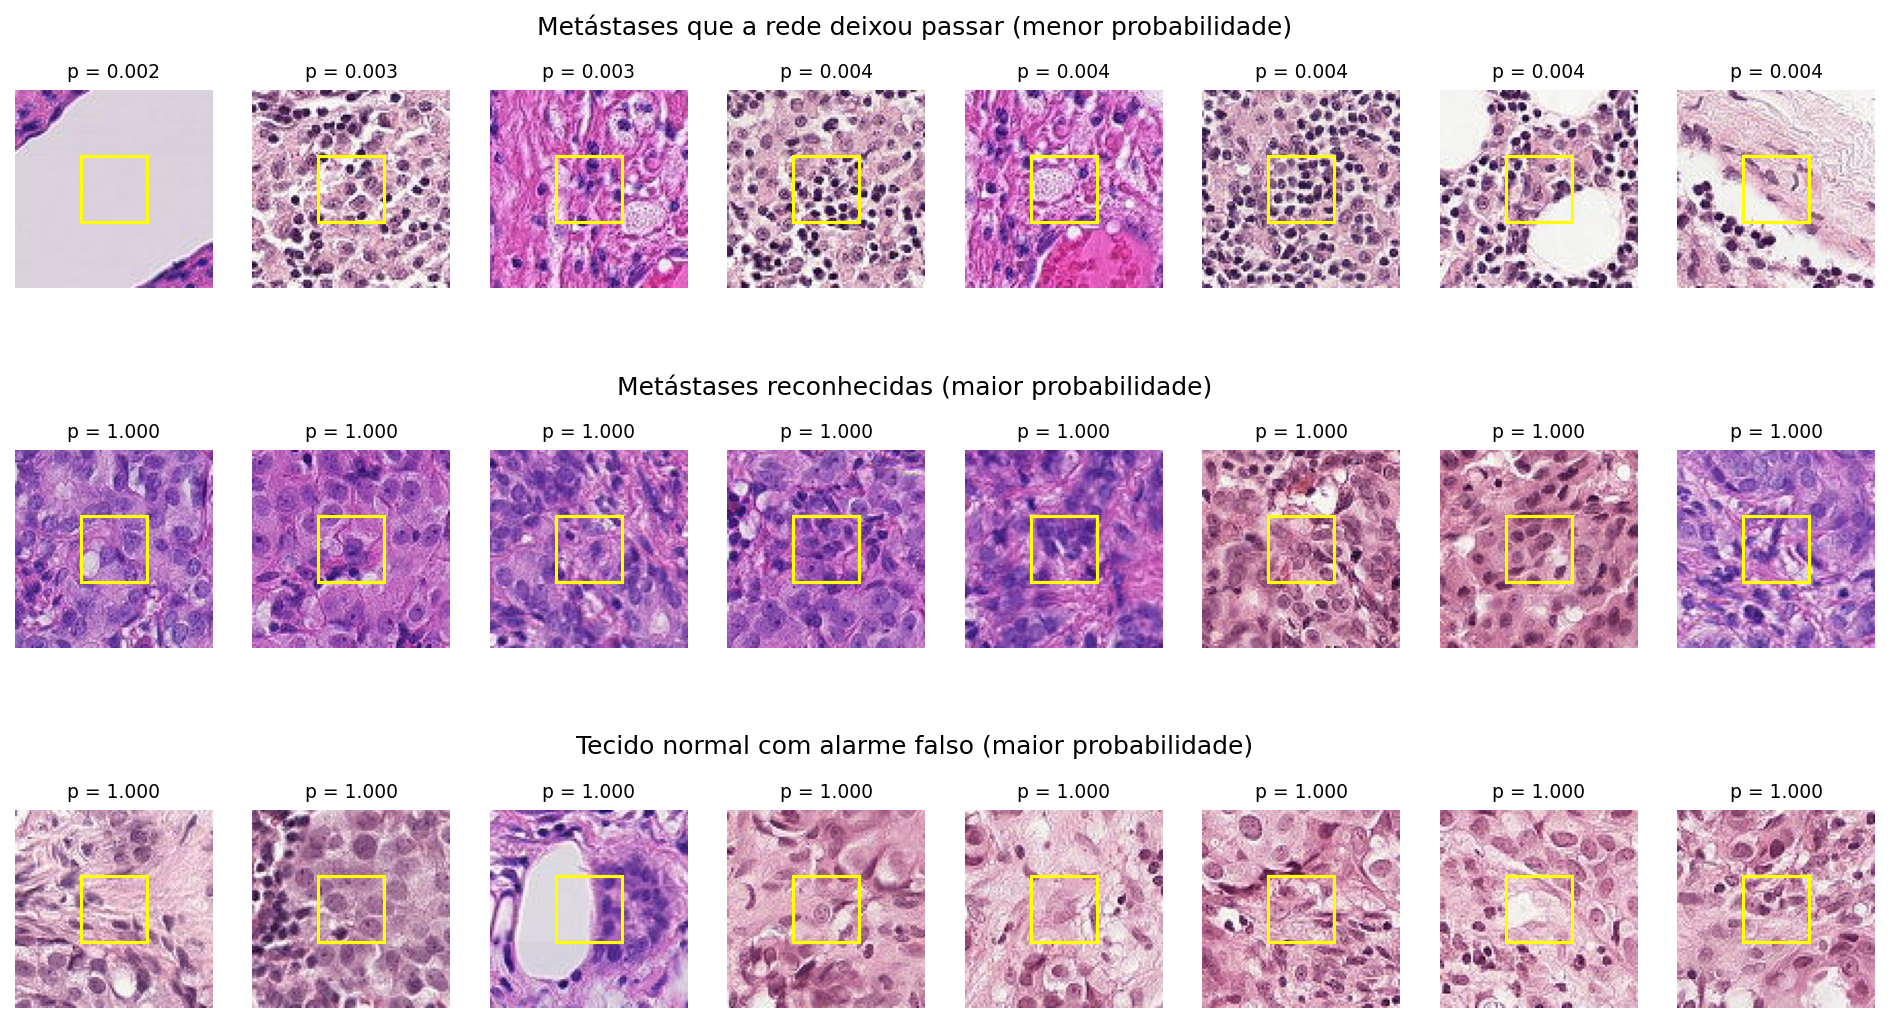 Metástases que a rede deixou passar (menor probabilidade)
p = 0.002 p = 0.003 p = 0.003 p = 0.004 p = 0.004 p = 0.004 p = 0.004 p = 0.004
Metástases reconhecidas (maior probabilidade)
p = 1.000 p = 1.000 p = 1.000 p = 1.000 p = 1.000 p = 1.000 p = 1.000 p = 1.000
Tecido normal com alarme falso (maior probabilidade)
p = 1.000 p = 1.000 p = 1.000 p = 1.000 p = 1.000 p = 1.000 p = 1.000 p = 1.000